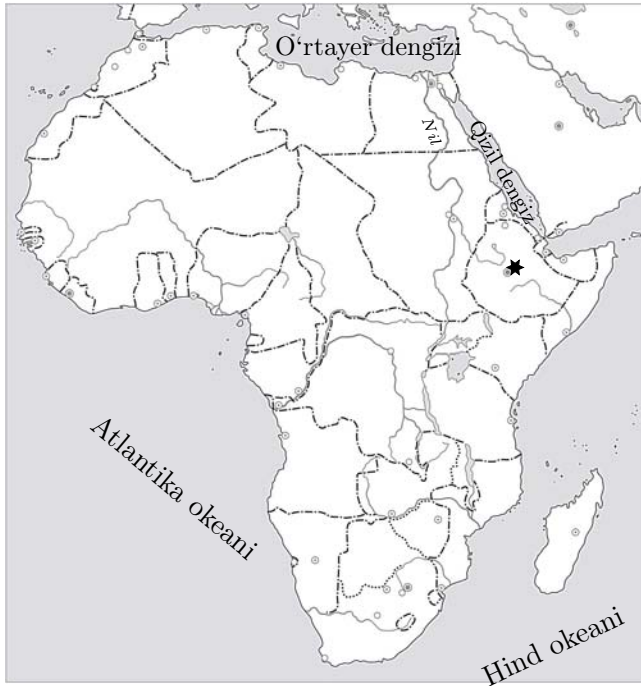 O‘rtayer dengizi
Nil
Qizil dengiz
Atlantika okeani
Hind okeani